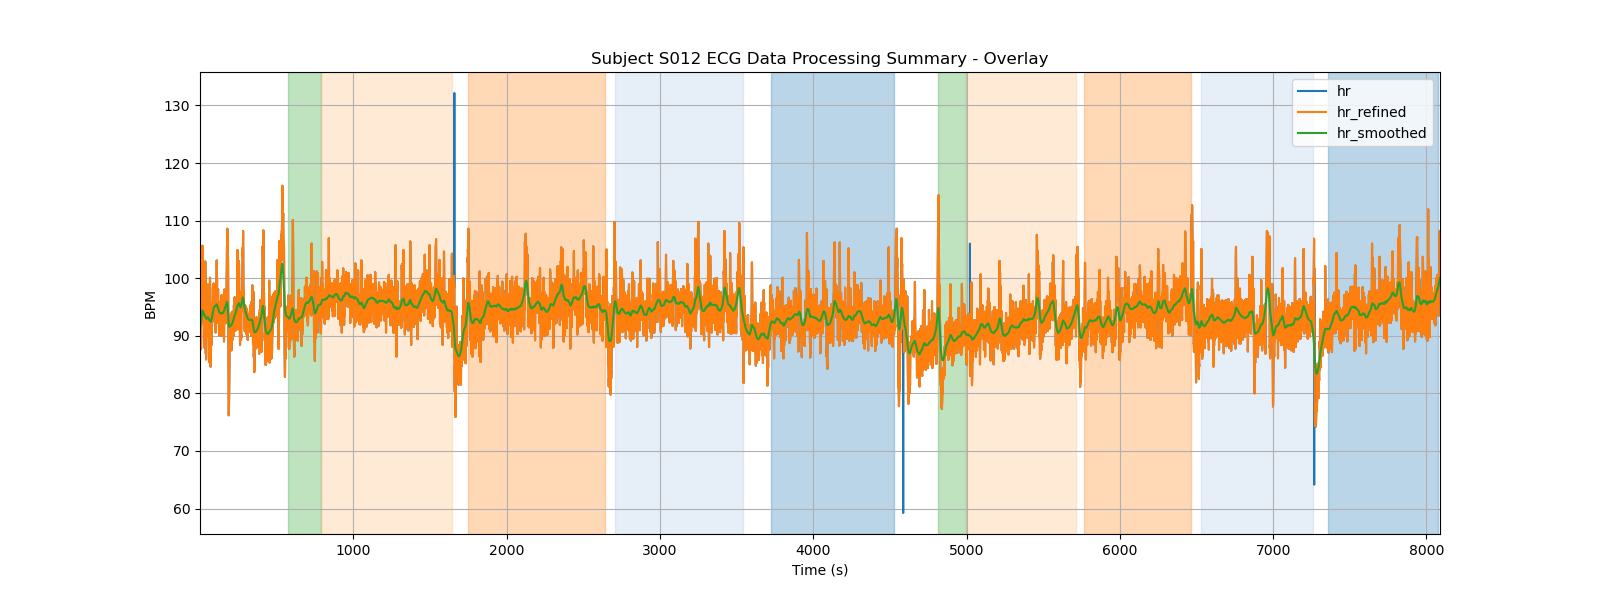 Subject S012 ECG Data Processing Summary - Overlay
hr
hr_refined
hr_smoothed
130
120
110
100
90
80
70
60
BPM
1000 2000 3000 4000 5000 6000 7000 8000
Time (s)